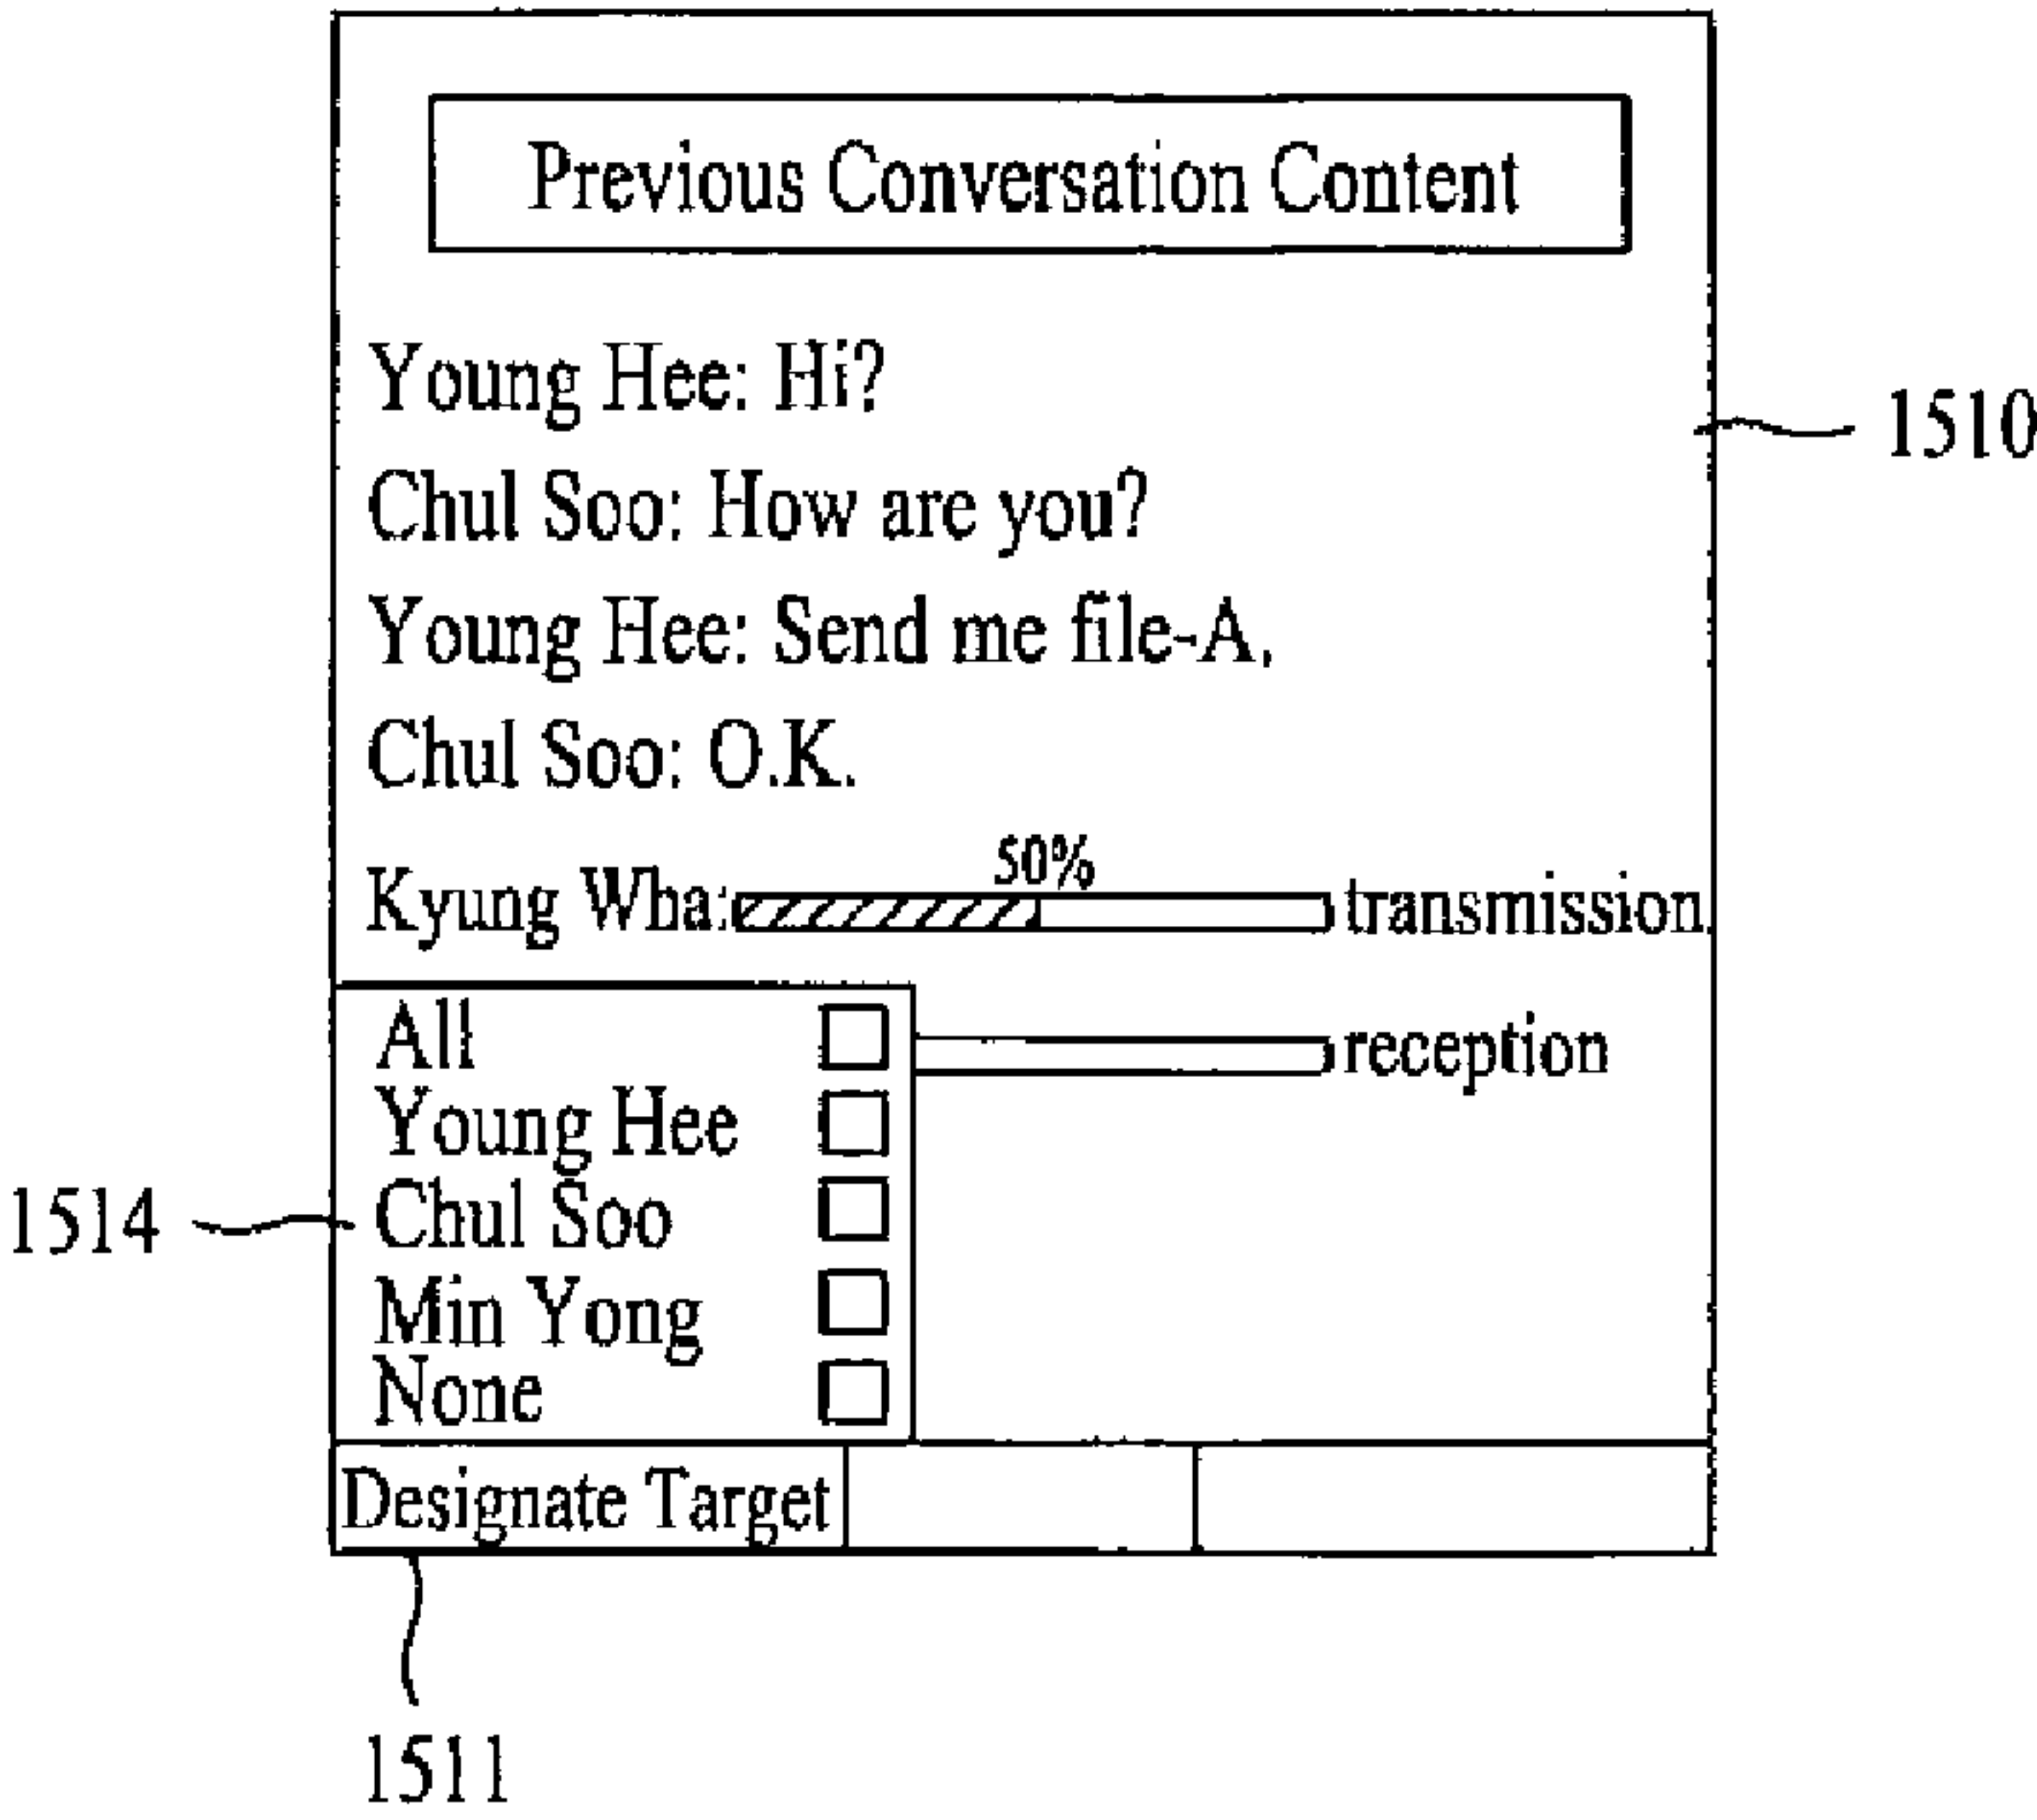 Previous Conversation Content
Young Hee: Hi?
1510
Chul Soo: How are you?
Young Hee: Send me file-A.
Chul Soo: O.K.
50%
Kyung Wha: transmission
All
reception
Young Hee
1514
Chul Soo
Min Yong
None
Designate Target
1511